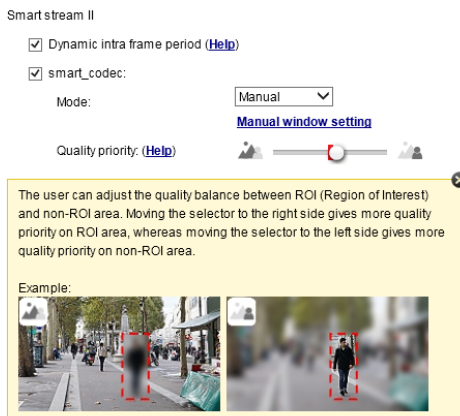 Smart stream II
Dynamic intra frame period (Help)
smart_codec:
Mode: Manual
Manual window setting
Quality priority: (Help)
The user can adjust the quality balance between ROI (Region of Interest)
and non-ROI area. Moving the selector to the right side gives more quality
priority on ROI area, whereas moving the selector to the left side gives more
quality priority on non-ROI area.
Example: